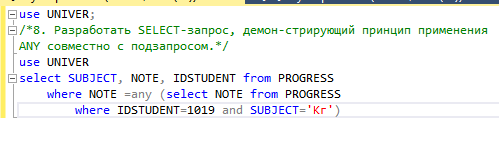 use UNIVER;
/*8. Разработать SELECT-запрос, демон-стрирующий принцип применения
ANY совместно с подзапросом.*/
use UNIVER
select SUBJECT, NOTE, IDSTUDENT from PROGRESS
where NOTE =any (select NOTE from PROGRESS
where IDSTUDENT=1019 and SUBJECT='Кг')